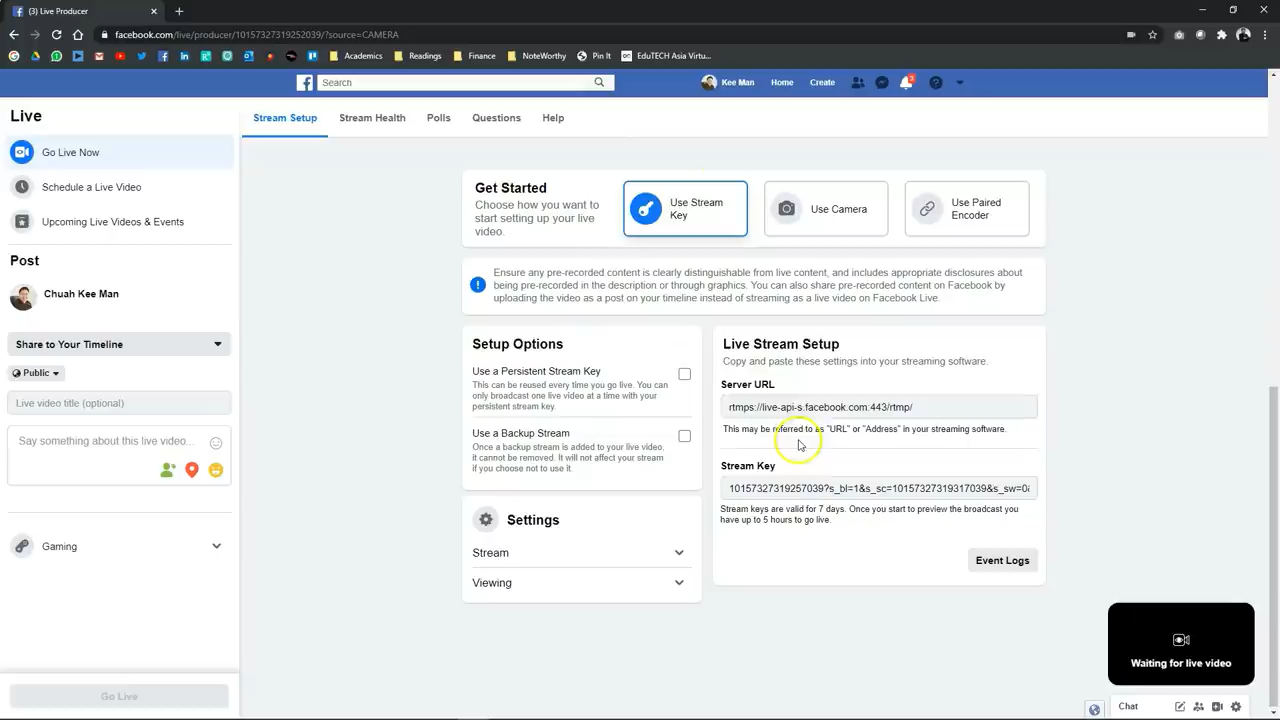 (3) Live Producer
facebook.com/live/producer/10157327319252039/?source=CAMERA
Academics
Readings
Finance
NoteWorthy
Pin It
EduTECH Asia Virtu...
Search
Kee Man
Home
Create
3
Live
Go Live Now
Schedule a Live Video
Upcoming Live Videos & Events
Post
Chuah Kee Man
Share to Your Timeline
Public
Live video title (optional)
Say something about this live video...
Gaming
Go Live
Stream Setup
Stream Health
Polls
Questions
Help
Get Started
Choose how you want to
start setting up your live
video.
Use Stream
Key
Use Camera
Use Paired
Encoder
Ensure any pre-recorded content is clearly distinguishable from live content, and includes appropriate disclosures about
being pre-recorded in the description or through graphics. You can also share pre-recorded content on Facebook by
uploading the video as a post on your timeline instead of streaming as a live video on Facebook Live.
Setup Options
Use a Persistent Stream Key
This can be reused every time you go live. You can
only broadcast one live video at a time with your
persistent stream key.
Use a Backup Stream
Once a backup stream is added to your live video,
it cannot be removed. It will not affect your stream
if you choose not to use it.
Settings
Stream
Viewing
Live Stream Setup
Copy and paste these settings into your streaming software.
Server URL
rtmps://live-api-s.facebook.com:443/rtmp/
This may be referred to as "URL" or "Address" in your streaming software.
Stream Key
10157327319257039?s_bl=1&s_sc=10157327319317039&s_sw=0&
Stream keys are valid for 7 days. Once you start to preview the broadcast you
have up to 5 hours to go live.
Event Logs
Waiting for live video
Chat